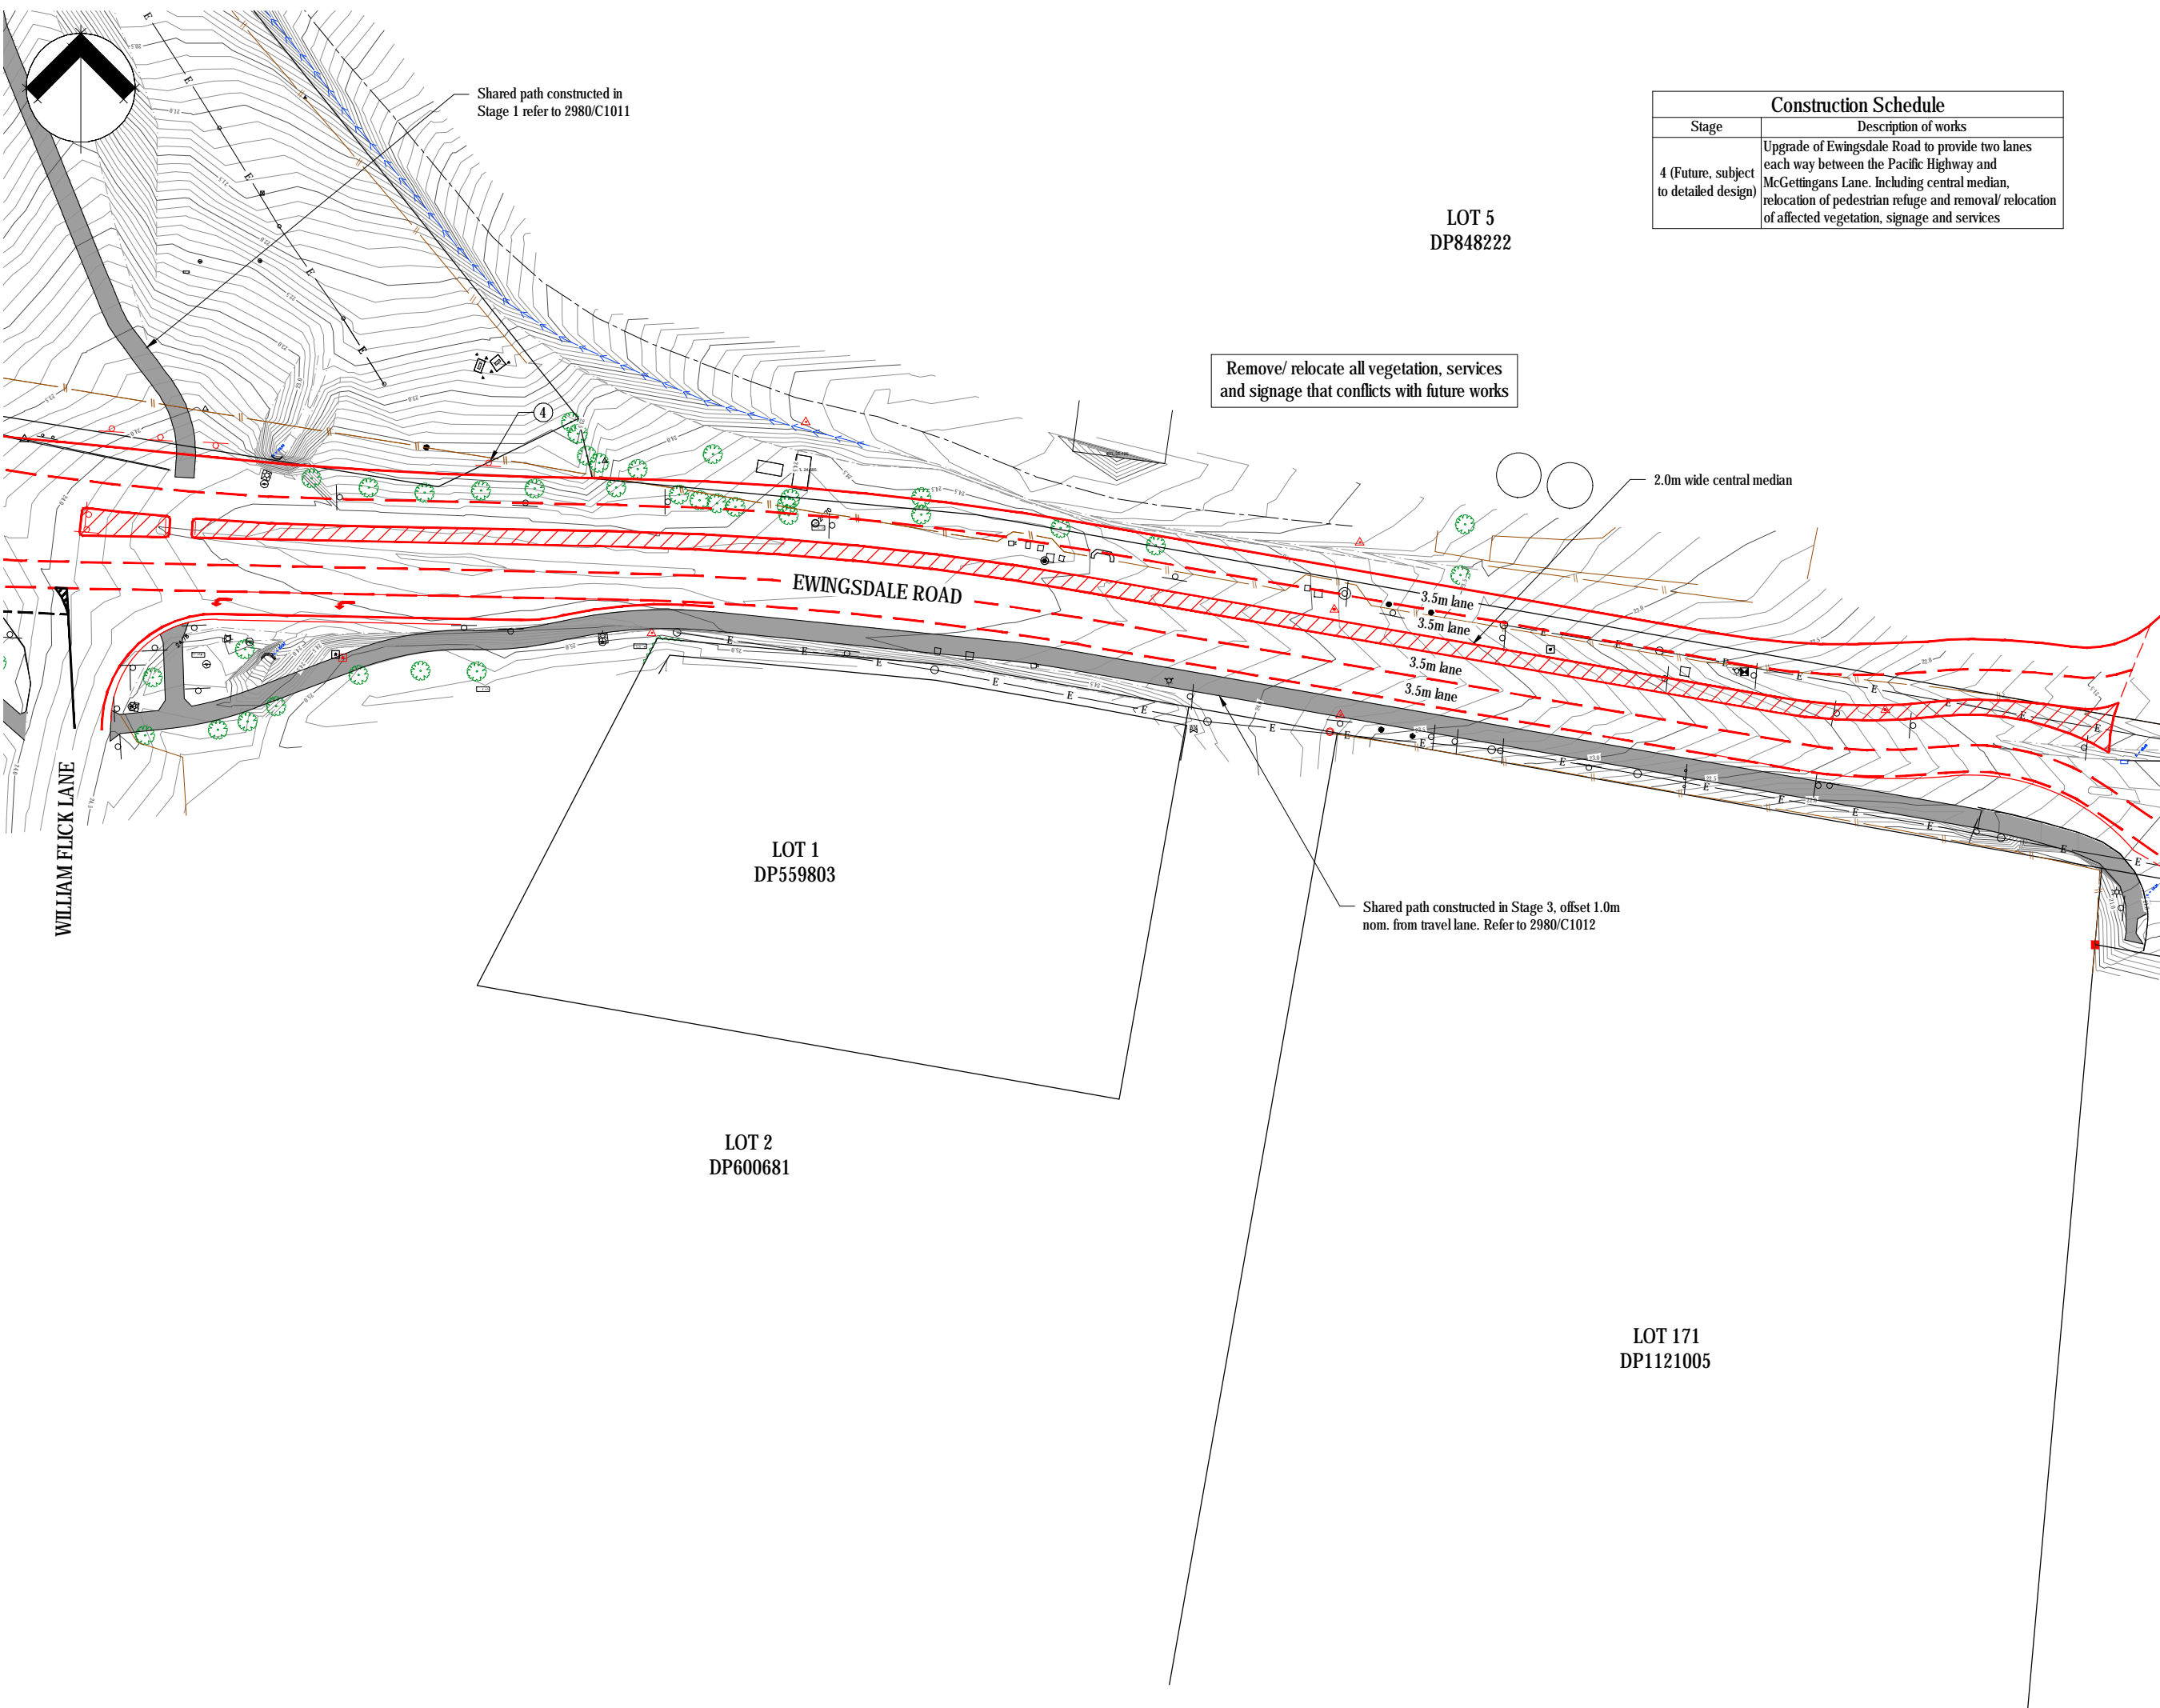 Shared path constructed in
Stage 1 refer to 2980/C1011
Construction Schedule
Stage
Description of works
4 (Future, subject
to detailed design)
Upgrade of Ewingsdale Road to provide two lanes
each way between the Pacific Highway and
McGettingans Lane. Including central median,
relocation of pedestrian refuge and removal/ relocation
of affected vegetation, signage and services
LOT 5
DP848222
Remove/ relocate all vegetation, services
and signage that conflicts with future works
4
2.0m wide central median
EWINGSDALE ROAD
3.5m lane
3.5m lane
3.5m lane
3.5m lane
WILLIAM FLICK LANE
LOT 1
DP559803
Shared path constructed in Stage 3, offset 1.0m
nom. from travel lane. Refer to 2980/C1012
LOT 2
DP600681
LOT 171
DP1121005